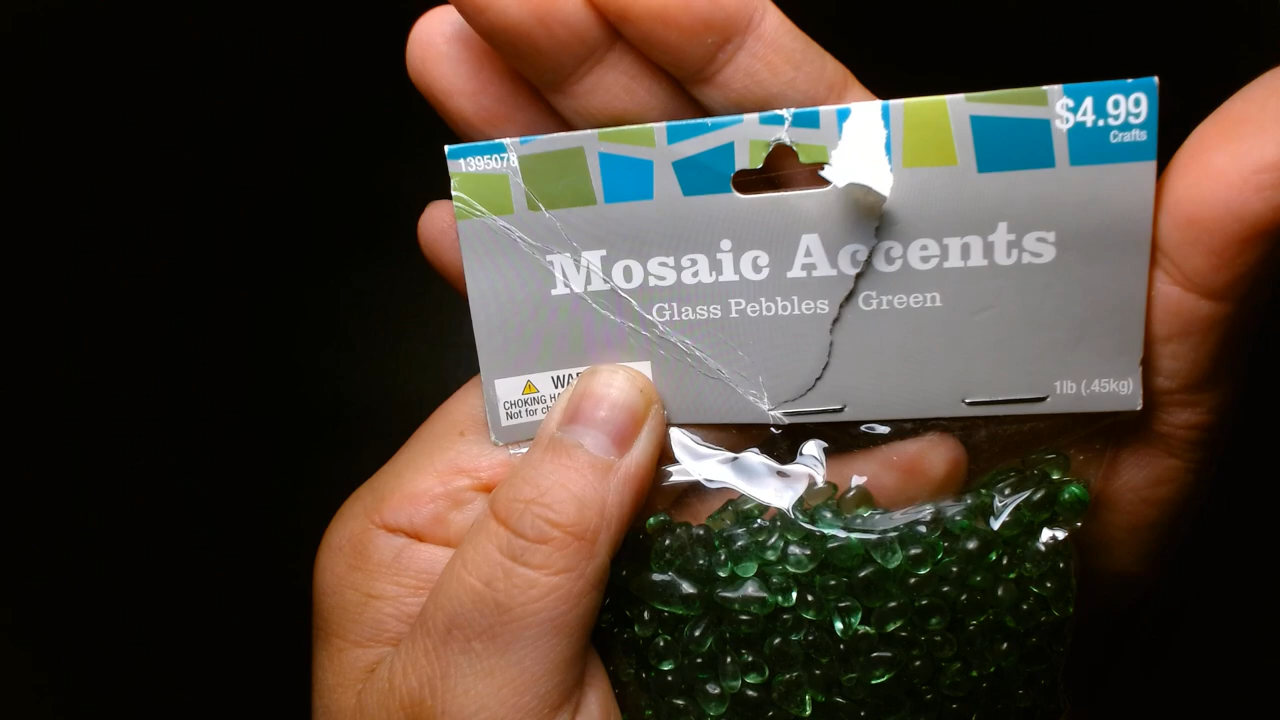 1395078
$4.99
Crafts
Mosaic Accents
Glass Pebbles Green
CHOKING
Not for
1lb (.45kg)